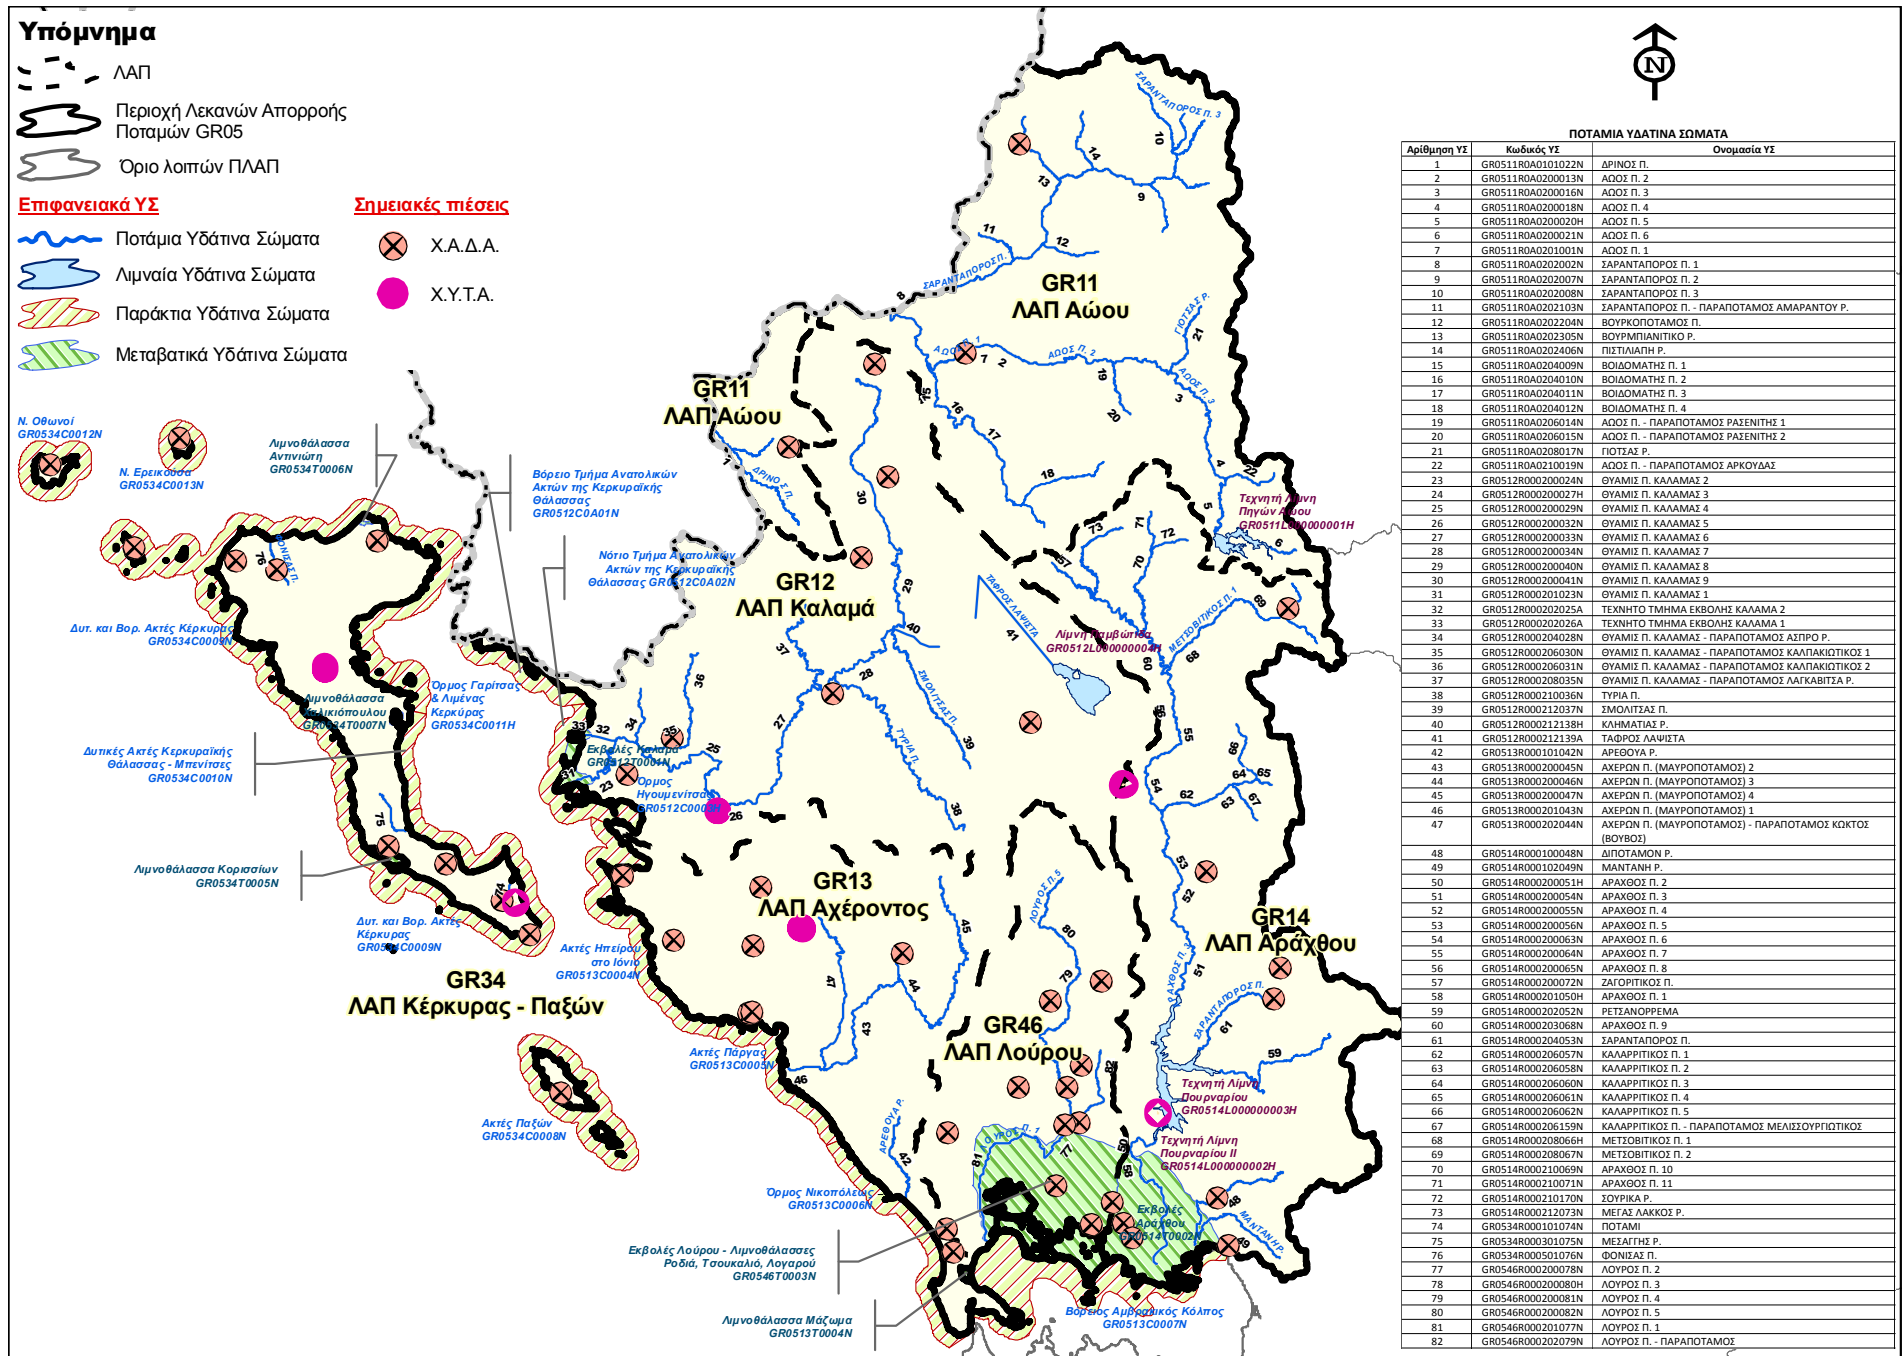 Υπόμνημα
ΛΑΠ
Περιοχή Λεκανών Απορροής
Ποταμών GR05
Όριο λοιπών ΠΛΑΠ
Επιφανειακά ΥΣ
Ποτάμια Υδάτινα Σώματα
Λιμναία Υδάτινα Σώματα
Παράκτια Υδάτινα Σώματα
Μεταβατικά Υδάτινα Σώματα
Σημειακές πιέσεις
Χ.Α.Δ.Α.
Χ.Υ.Τ.Α.
N
GR11
ΛΑΠ Αώου
GR11
ΛΑΠ Αώου
GR12
ΛΑΠ Καλαμά
GR13
ΛΑΠ Αχέροντος
GR14
ΛΑΠ Αράχθου
GR46
ΛΑΠ Λούρου
GR34
ΛΑΠ Κέρκυρας - Παξών
Ν. Οθωνοί
GR0534C0012N
Ν. Ερεικούσα
GR0534C0013N
Λιμνοθάλασσα
Αντινιώτη
GR0534T0006N
Βόρειο Τμήμα Ανατολικών
Ακτών της Κερκυραϊκής
Θάλασσας
GR0512C0A01N
Νότιο Τμήμα Ανατολικών
Ακτών της Κερκυραϊκής
Θάλασσας GR0512C0A02N
Δυτ. και Βορ. Ακτές Κέρκυρας
GR0534C0009N
Όρμος Γαρίτσας
& Λιμένας
Κερκύρας
GR0534C0011H
Λιμνοθάλασσα
Χαλικιόπουλου
GR0534T0007N
Δυτικές Ακτές Κερκυραϊκής
Θάλασσας - Μπενίτσες
GR0534C0010N
Λιμνοθάλασσα Κορισσίων
GR0534T0005N
Δυτ. και Βορ. Ακτές
Κέρκυρας
GR0534C0009N
Εκβολές Καλαμά
GR0512T0001N
Όρμος
Ηγουμενίτσας
Ακτές Ηπείρου
στο Ιόνιο
GR0513C0004N
Ακτές Πάργας
GR0513C0005N
Ακτές Παξών
GR0534C0008N
Όρμος Νικοπόλεως
GR0513C0006N
Εκβολές Λούρου - Λιμνοθάλασσες
Ροδιά, Τσουκαλιό, Λογαρού
GR0546T0003N
Λιμνοθάλασσα Μάζωμα
GR0513T0004N
Βόρειος Αμβρακικός Κόλπος
GR0513C0007N
Εκβολές
Αράχθου
GR0514T0002N
Τεχνητή Λίμνη
Πουρναρίου
GR0514L000000003H
Τεχνητή Λίμνη
Πουρναρίου II
GR0514L000000002H
Τεχνητή Λίμνη
Πηγών Αώου
GR0511L000000001H
Λίμνη Παμβώτιδα
GR0512L000000004H
ΠΟΤΑΜΙΑ ΥΔΑΤΙΝΑ ΣΩΜΑΤΑ
Αρίθμηση ΥΣ Κωδικός ΥΣ Ονομασία ΥΣ
1 GR0511R0A0101022N ΔΡΙΝΟΣ Π.
2 GR0511R0A0200013N ΑΩΟΣ Π. 2
3 GR0511R0A0200016N ΑΩΟΣ Π. 3
4 GR0511R0A0200018N ΑΩΟΣ Π. 4
5 GR0511R0A0200020H ΑΩΟΣ Π. 5
6 GR0511R0A0200021N ΑΩΟΣ Π. 6
7 GR0511R0A0201001N ΑΩΟΣ Π. 1
8 GR0511R0A0202002N ΣΑΡΑΝΤΑΠΟΡΟΣ Π. 1
9 GR0511R0A0202007N ΣΑΡΑΝΤΑΠΟΡΟΣ Π. 2
10 GR0511R0A0202008N ΣΑΡΑΝΤΑΠΟΡΟΣ Π. 3
11 GR0511R0A0202103N ΣΑΡΑΝΤΑΠΟΡΟΣ Π. - ΠΑΡΑΠΟΤΑΜΟΣ ΑΜΑΡΑΝΤΟΥ Ρ.
12 GR0511R0A0202204N ΒΟΥΡΚΟΠΟΤΑΜΟΣ Π.
13 GR0511R0A0202305N ΒΟΥΡΜΠΙΑΝΙΤΙΚΟ Ρ.
14 GR0511R0A0202406N ΠΙΣΤΙΛΙΑΠΗ Ρ.
15 GR0511R0A0204009N ΒΟΙΔΟΜΑΤΗΣ Π. 1
16 GR0511R0A0204010N ΒΟΙΔΟΜΑΤΗΣ Π. 2
17 GR0511R0A0204011N ΒΟΙΔΟΜΑΤΗΣ Π. 3
18 GR0511R0A0204012N ΒΟΙΔΟΜΑΤΗΣ Π. 4
19 GR0511R0A0206014N ΑΩΟΣ Π. - ΠΑΡΑΠΟΤΑΜΟΣ ΡΑΣΕΝΙΤΗΣ 1
20 GR0511R0A0206015N ΑΩΟΣ Π. - ΠΑΡΑΠΟΤΑΜΟΣ ΡΑΣΕΝΙΤΗΣ 2
21 GR0511R0A0208017N ΓΙΟΤΣΑΣ Ρ.
22 GR0511R0A0210019N ΑΩΟΣ Π. - ΠΑΡΑΠΟΤΑΜΟΣ ΑΡΚΟΥΔΑΣ
23 GR0512R000200024N ΘΥΑΜΙΣ Π. ΚΑΛΑΜΑΣ 2
24 GR0512R000200027H ΘΥΑΜΙΣ Π. ΚΑΛΑΜΑΣ 3
25 GR0512R000200029N ΘΥΑΜΙΣ Π. ΚΑΛΑΜΑΣ 4
26 GR0512R000200032N ΘΥΑΜΙΣ Π. ΚΑΛΑΜΑΣ 5
27 GR0512R000200033N ΘΥΑΜΙΣ Π. ΚΑΛΑΜΑΣ 6
28 GR0512R000200034N ΘΥΑΜΙΣ Π. ΚΑΛΑΜΑΣ 7
29 GR0512R000200040N ΘΥΑΜΙΣ Π. ΚΑΛΑΜΑΣ 8
30 GR0512R000200041N ΘΥΑΜΙΣ Π. ΚΑΛΑΜΑΣ 9
31 GR0512R000201023N ΘΥΑΜΙΣ Π. ΚΑΛΑΜΑΣ 1
32 GR0512R000202025A ΤΕΧΝΗΤΟ ΤΜΗΜΑ ΕΚΒΟΛΗΣ ΚΑΛΑΜΑ 2
33 GR0512R000202026A ΤΕΧΝΗΤΟ ΤΜΗΜΑ ΕΚΒΟΛΗΣ ΚΑΛΑΜΑ 1
34 GR0512R000204028N ΘΥΑΜΙΣ Π. ΚΑΛΑΜΑΣ - ΠΑΡΑΠΟΤΑΜΟΣ ΑΣΠΡΟ Ρ.
35 GR0512R000206030N ΘΥΑΜΙΣ Π. ΚΑΛΑΜΑΣ - ΠΑΡΑΠΟΤΑΜΟΣ ΚΑΛΠΑΚΙΩΤΙΚΟΣ 1
36 GR0512R000206031N ΘΥΑΜΙΣ Π. ΚΑΛΑΜΑΣ - ΠΑΡΑΠΟΤΑΜΟΣ ΚΑΛΠΑΚΙΩΤΙΚΟΣ 2
37 GR0512R000208035N ΘΥΑΜΙΣ Π. ΚΑΛΑΜΑΣ - ΠΑΡΑΠΟΤΑΜΟΣ ΛΑΓΚΑΒΙΤΣΑ Ρ.
38 GR0512R000210036N ΤΥΡΙΑ Π.
39 GR0512R000212037N ΣΜΟΛΙΤΣΑΣ Π.
40 GR0512R000212138H ΚΛΗΜΑΤΙΑΣ Ρ.
41 GR0512R000212139A ΤΑΦΡΟΣ ΛΑΨΙΣΤΑ
42 GR0513R000101042N ΑΡΕΘΟΥΑ Ρ.
43 GR0513R000200045N ΑΧΕΡΩΝ Π. (ΜΑΥΡΟΠΟΤΑΜΟΣ) 2
44 GR0513R000200046N ΑΧΕΡΩΝ Π. (ΜΑΥΡΟΠΟΤΑΜΟΣ) 3
45 GR0513R000200047N ΑΧΕΡΩΝ Π. (ΜΑΥΡΟΠΟΤΑΜΟΣ) 4
46 GR0513R000201043N ΑΧΕΡΩΝ Π. (ΜΑΥΡΟΠΟΤΑΜΟΣ) 1
47 GR0513R000202044N ΑΧΕΡΩΝ Π. (ΜΑΥΡΟΠΟΤΑΜΟΣ) - ΠΑΡΑΠΟΤΑΜΟΣ ΚΩΚΤΟΣ
(ΒΟΥΒΟΣ)
48 GR0514R000100048N ΔΙΠΟΤΑΜΟΝ Ρ.
49 GR0514R000102049N ΜΑΝΤΑΝΗ Ρ.
50 GR0514R000200051H ΑΡΑΧΘΟΣ Π. 2
51 GR0514R000200054N ΑΡΑΧΘΟΣ Π. 3
52 GR0514R000200055N ΑΡΑΧΘΟΣ Π. 4
53 GR0514R000200056N ΑΡΑΧΘΟΣ Π. 5
54 GR0514R000200063N ΑΡΑΧΘΟΣ Π. 6
55 GR0514R000200064N ΑΡΑΧΘΟΣ Π. 7
56 GR0514R000200065N ΑΡΑΧΘΟΣ Π. 8
57 GR0514R000200072N ΖΑΓΟΡΙΤΙΚΟΣ Π.
58 GR0514R000201050H ΑΡΑΧΘΟΣ Π. 1
59 GR0514R000202052N ΡΕΤΣΑΝΟΡΡΕΜΑ
60 GR0514R000203068N ΑΡΑΧΘΟΣ Π. 9
61 GR0514R000204053N ΣΑΡΑΝΤΑΠΟΡΟΣ Π.
62 GR0514R000206057N ΚΑΛΑΡΡΙΤΙΚΟΣ Π. 1
63 GR0514R000206058N ΚΑΛΑΡΡΙΤΙΚΟΣ Π. 2
64 GR0514R000206060N ΚΑΛΑΡΡΙΤΙΚΟΣ Π. 3
65 GR0514R000206061N ΚΑΛΑΡΡΙΤΙΚΟΣ Π. 4
66 GR0514R000206062N ΚΑΛΑΡΡΙΤΙΚΟΣ Π. 5
67 GR0514R000206159N ΚΑΛΑΡΡΙΤΙΚΟΣ Π. - ΠΑΡΑΠΟΤΑΜΟΣ ΜΕΛΙΣΣΟΥΡΓΙΩΤΙΚΟΣ
68 GR0514R000208066H ΜΕΤΣΟΒΙΤΙΚΟΣ Π. 1
69 GR0514R000208067N ΜΕΤΣΟΒΙΤΙΚΟΣ Π. 2
70 GR0514R000210069N ΑΡΑΧΘΟΣ Π. 10
71 GR0514R000210071N ΑΡΑΧΘΟΣ Π. 11
72 GR0514R000210170N ΣΟΥΡΙΚΑ Ρ.
73 GR0514R000212073N ΜΕΓΑΣ ΛΑΚΚΟΣ Ρ.
74 GR0534R000101074N ΠΟΤΑΜΙ
75 GR0534R000301075N ΜΕΣΑΓΓΗΣ Ρ.
76 GR0534R000501076N ΦΟΝΙΣΑΣ Π.
77 GR0546R000200078N ΛΟΥΡΟΣ Π. 2
78 GR0546R000200080H ΛΟΥΡΟΣ Π. 3
79 GR0546R000200081N ΛΟΥΡΟΣ Π. 4
80 GR0546R000200082N ΛΟΥΡΟΣ Π. 5
81 GR0546R000201077N ΛΟΥΡΟΣ Π. 1
82 GR0546R000202079N ΛΟΥΡΟΣ Π. - ΠΑΡΑΠΟΤΑΜΟΣ